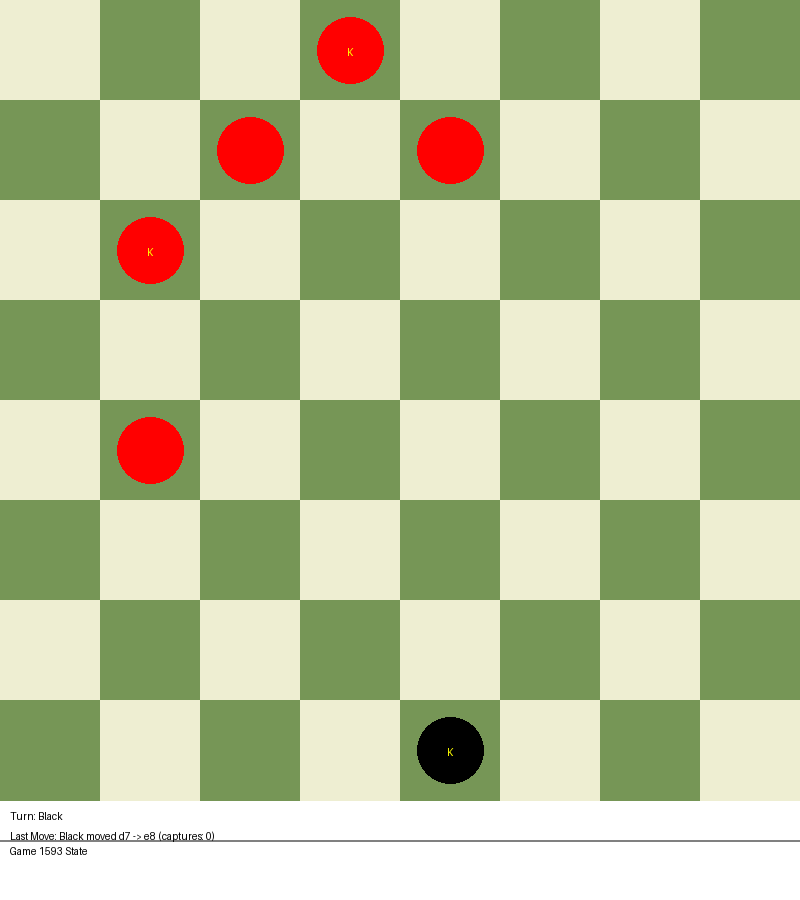 K
K
K
Turn: Black
Last Move: Black moved d7 -> e8 (captures: 0)
Game 1593 State